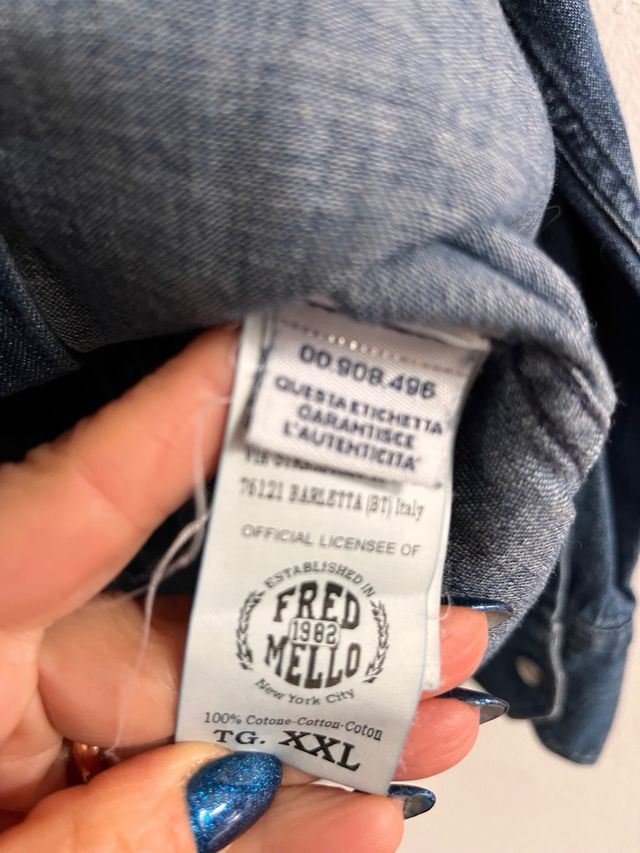 00.908.496
QUESTA ETICHETTA
GARANTISCE
L'AUTENTICITA'
VIA
76121 BARLETTA (BT) Italy
OFFICIAL LICENSEE OF
ESTABLISHED IN
FRED
1982
MELLO
New York City
100% Cotone-Cotton-Coton
TG. XXL